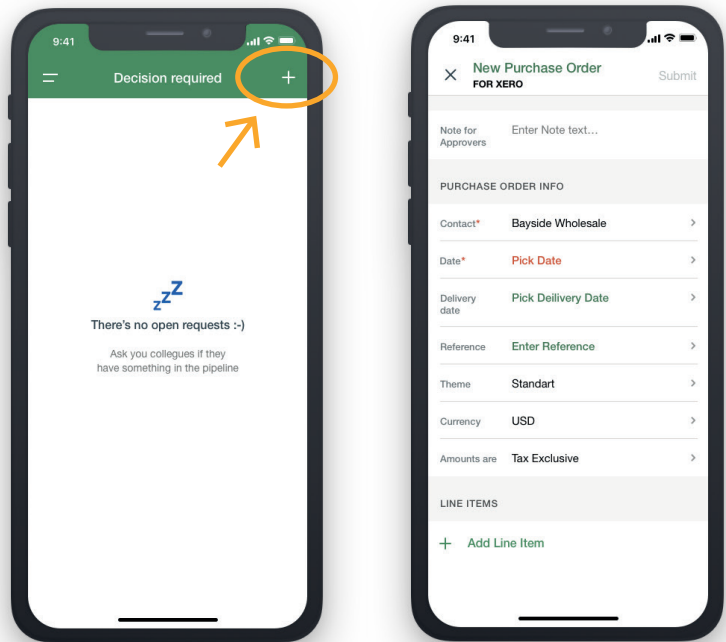 9:41
Decision required
zzZ
There's no open requests :-)
Ask you collegues if they
have something in the pipeline
9:41
New Purchase Order
FOR XERO
Submit
Note for
Approvers
Enter Note text...
PURCHASE ORDER INFO
Contact* Bayside Wholesale
Date* Pick Date
Delivery
date
Pick Deilivery Date
Reference Enter Reference
Theme Standart
Currency USD
Amounts are Tax Exclusive
LINE ITEMS
+ Add Line Item